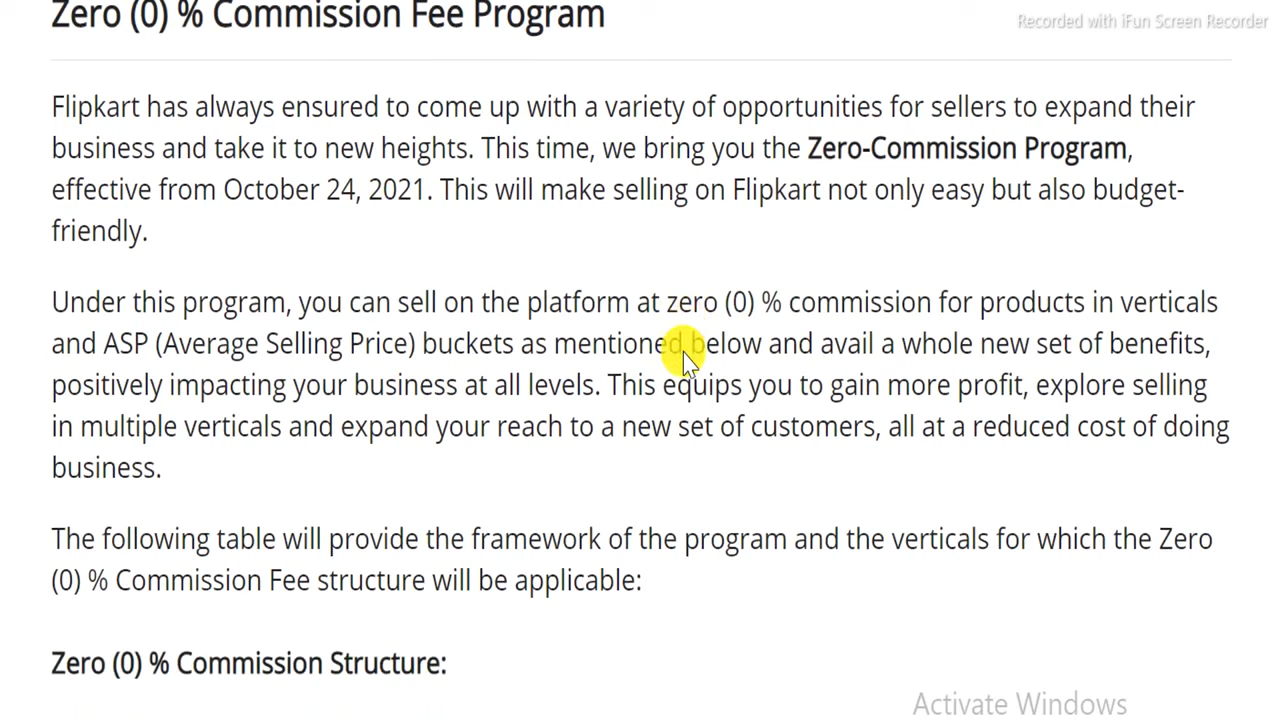 Zero (0) % Commission Fee Program
Recorded with iFun Screen Recorder
Flipkart has always ensured to come up with a variety of opportunities for sellers to expand their
business and take it to new heights. This time, we bring you the Zero-Commission Program,
effective from October 24, 2021. This will make selling on Flipkart not only easy but also budget-
friendly.
Under this program, you can sell on the platform at zero (0) % commission for products in verticals
and ASP (Average Selling Price) buckets as mentioned below and avail a whole new set of benefits,
positively impacting your business at all levels. This equips you to gain more profit, explore selling
in multiple verticals and expand your reach to a new set of customers, all at a reduced cost of doing
business.
The following table will provide the framework of the program and the verticals for which the Zero
(0) % Commission Fee structure will be applicable:
Zero (0) % Commission Structure:
Activate Windows